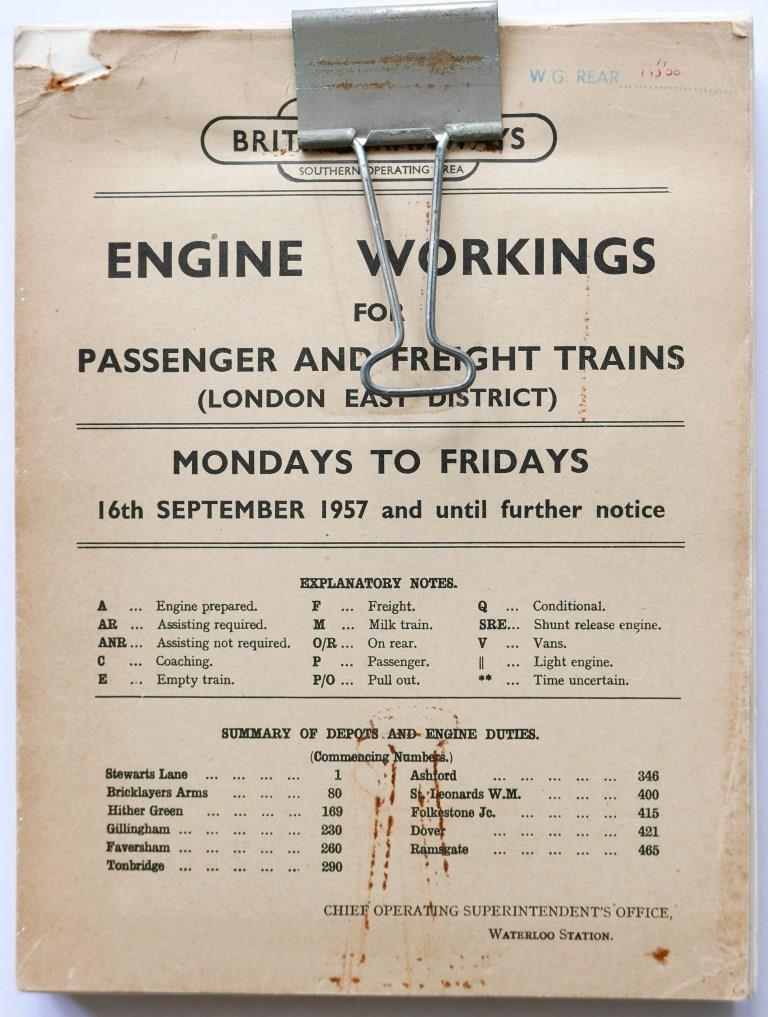 W.G. REAR
BRITISH RAILWAYS
SOUTHERN OPERATING AREA
ENGINE WORKINGS
FOR
PASSENGER AND FREIGHT TRAINS
(LONDON EAST DISTRICT)
MONDAYS TO FRIDAYS
16th SEPTEMBER 1957 and until further notice
EXPLANATORY NOTES.
A ... Engine prepared. F ... Freight. Q ... Conditional.
AR ... Assisting required. M ... Milk train. SRE... Shunt release engine.
ANR... Assisting not required. O/R ... On rear. V ... Vans.
C ... Coaching. P ... Passenger. || ... Light engine.
E ... Empty train. P/O ... Pull out. ** ... Time uncertain.
SUMMARY OF DEPOTS AND ENGINE DUTIES.
(Commencing Numbers.)
Stewarts Lane ... ... ... ... 1 Ashford ... ... ... ... ... 346
Bricklayers Arms ... ... ... 80 St. Leonards W.M. ... ... ... 400
Hither Green ... ... ... ... 169 Folkestone Jc. ... ... ... ... 415
Gillingham ... ... ... ... ... 230 Dover ... ... ... ... ... 421
Faversham ... ... ... ... ... 260 Ramsgate ... ... ... ... ... 465
Tonbridge ... ... ... ... ... 290
CHIEF OPERATING SUPERINTENDENT'S OFFICE,
WATERLOO STATION.